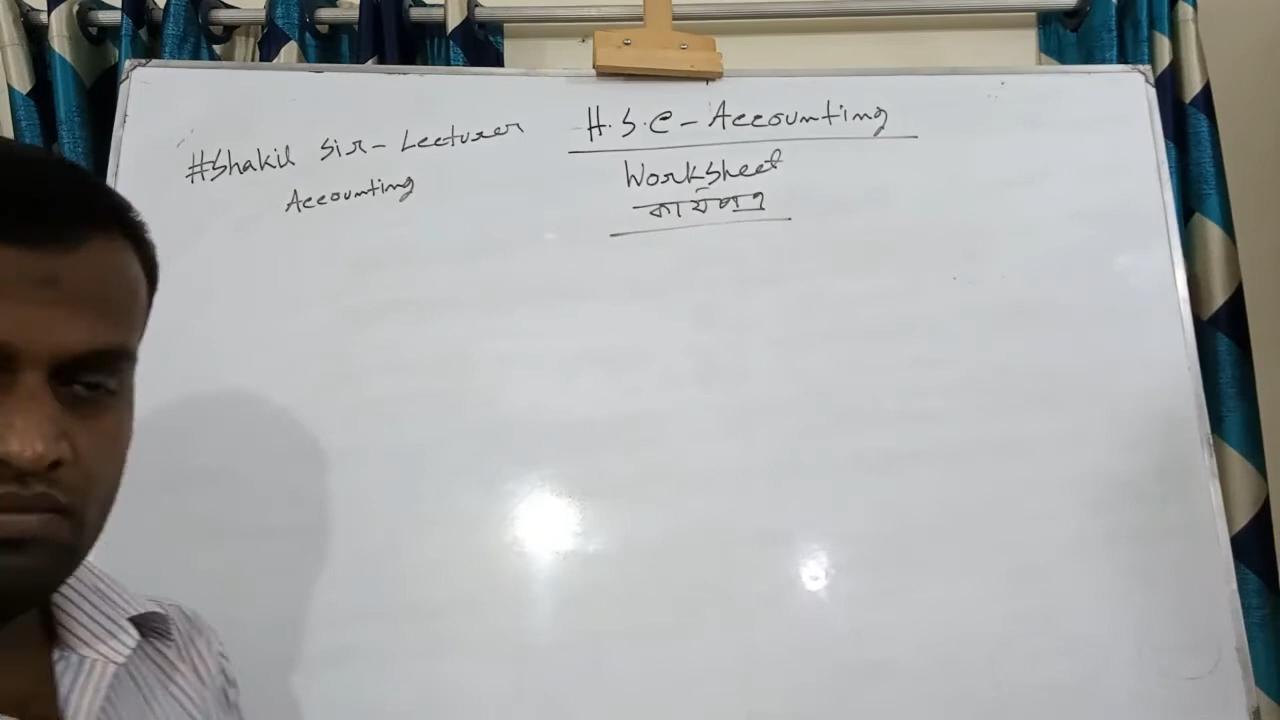 #Shakil Sir - Lecturer
Accounting
H.S.C - Accounting
Worksheet
কার্যপত্র